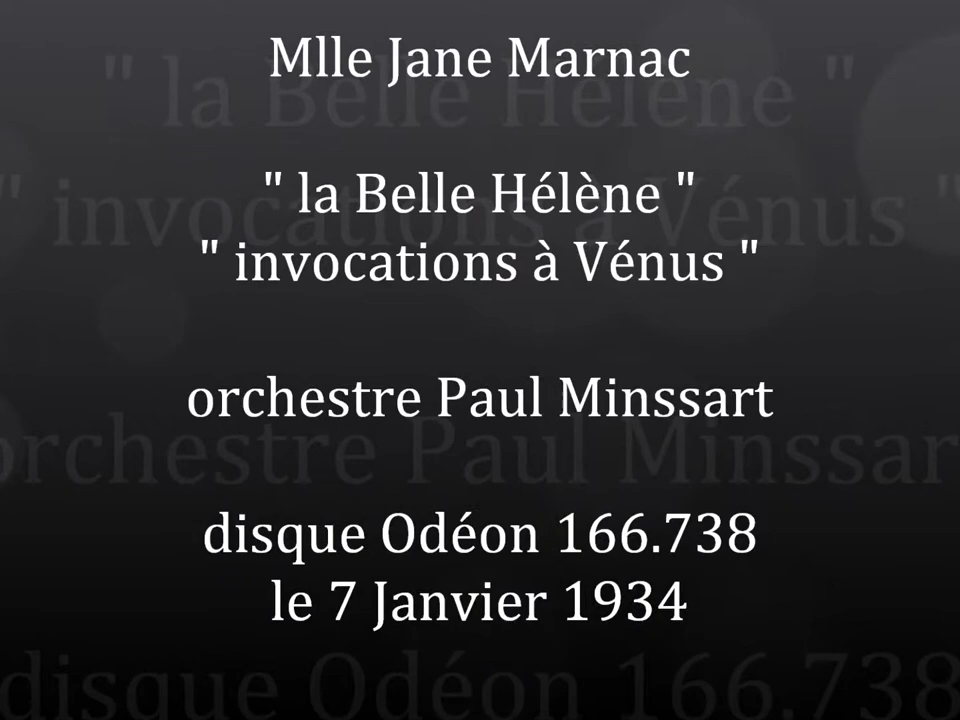 Mlle Jane Marnac
" la Belle Hélène "
" invocations à Vénus "
orchestre Paul Minssart
disque Odéon 166.738
le 7 Janvier 1934